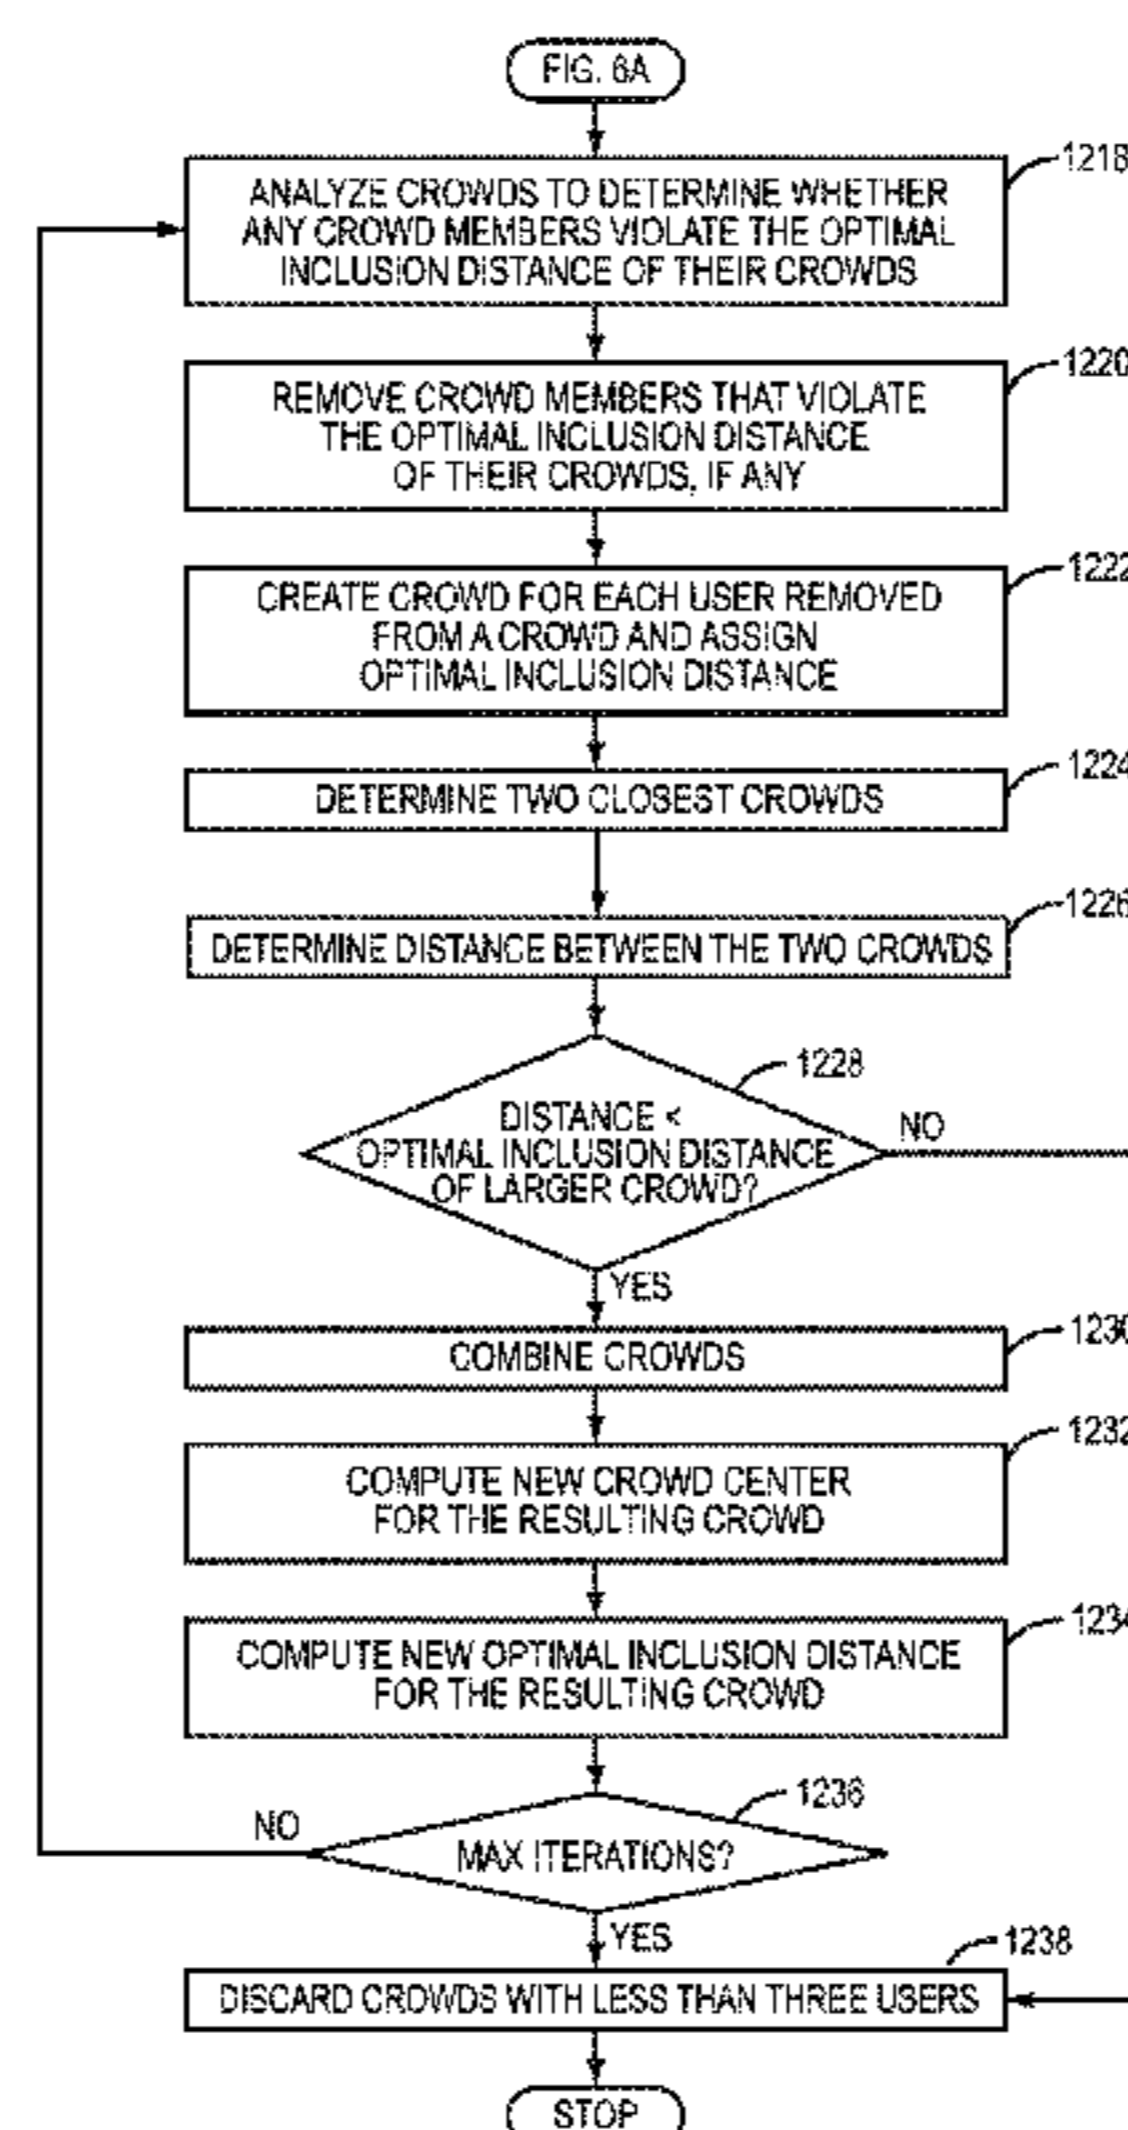 FIG. 6A
1218
ANALYZE CROWDS TO DETERMINE WHETHER
ANY CROWD MEMBERS VIOLATE THE OPTIMAL
INCLUSION DISTANCE OF THEIR CROWDS
1220
REMOVE CROWD MEMBERS THAT VIOLATE
THE OPTIMAL INCLUSION DISTANCE
OF THEIR CROWDS, IF ANY
1222
CREATE CROWD FOR EACH USER REMOVED
FROM A CROWD AND ASSIGN
OPTIMAL INCLUSION DISTANCE
1224
DETERMINE TWO CLOSEST CROWDS
1226
DETERMINE DISTANCE BETWEEN THE TWO CROWDS
1228
DISTANCE <
OPTIMAL INCLUSION DISTANCE
OF LARGER CROWD?
NO
YES
1230
COMBINE CROWDS
1232
COMPUTE NEW CROWD CENTER
FOR THE RESULTING CROWD
1234
COMPUTE NEW OPTIMAL INCLUSION DISTANCE
FOR THE RESULTING CROWD
1236
NO
MAX ITERATIONS?
YES
1238
DISCARD CROWDS WITH LESS THAN THREE USERS
STOP